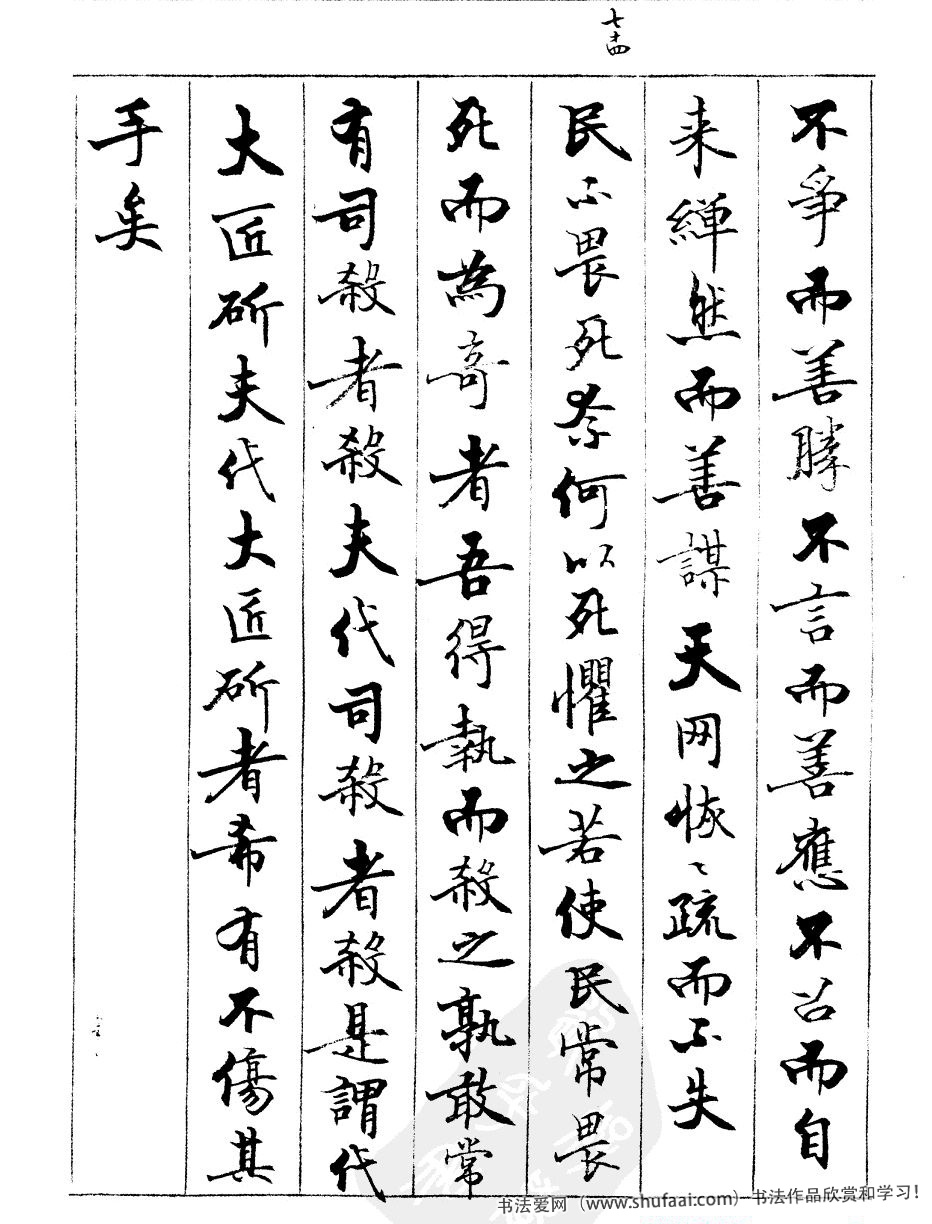 七十四
不爭而善勝不言而善應不召而自
来繟然而善謀天网恢〻疏而不失
民不畏死柰何以死懼之若使民常畏
死而為奇者吾得執而殺之孰敢常
有司殺者殺夫代司殺者殺是謂代
大匠斫夫代大匠斫者希有不傷其
手矣
书法爱网（www.shufaai.com）-书法作品欣赏和学习！